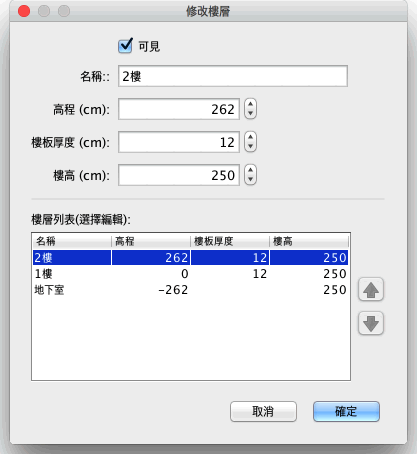 修改樓層
可見
名稱:: 2樓
高程 (cm): 262
樓板厚度 (cm): 12
樓高 (cm): 250
樓層列表(選擇編輯):
名稱 高程 樓板厚度 樓高
2樓 262 12 250
1樓 0 12 250
地下室 -262 250
取消 確定